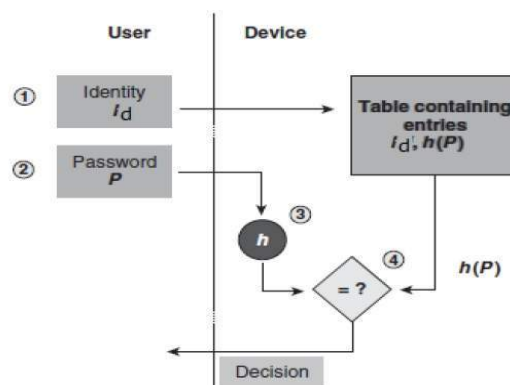 User
Device
①
Identity
id
②
Password
P
Table containing
entries
id', h(P)
③
h
④
= ?
h(P)
Decision